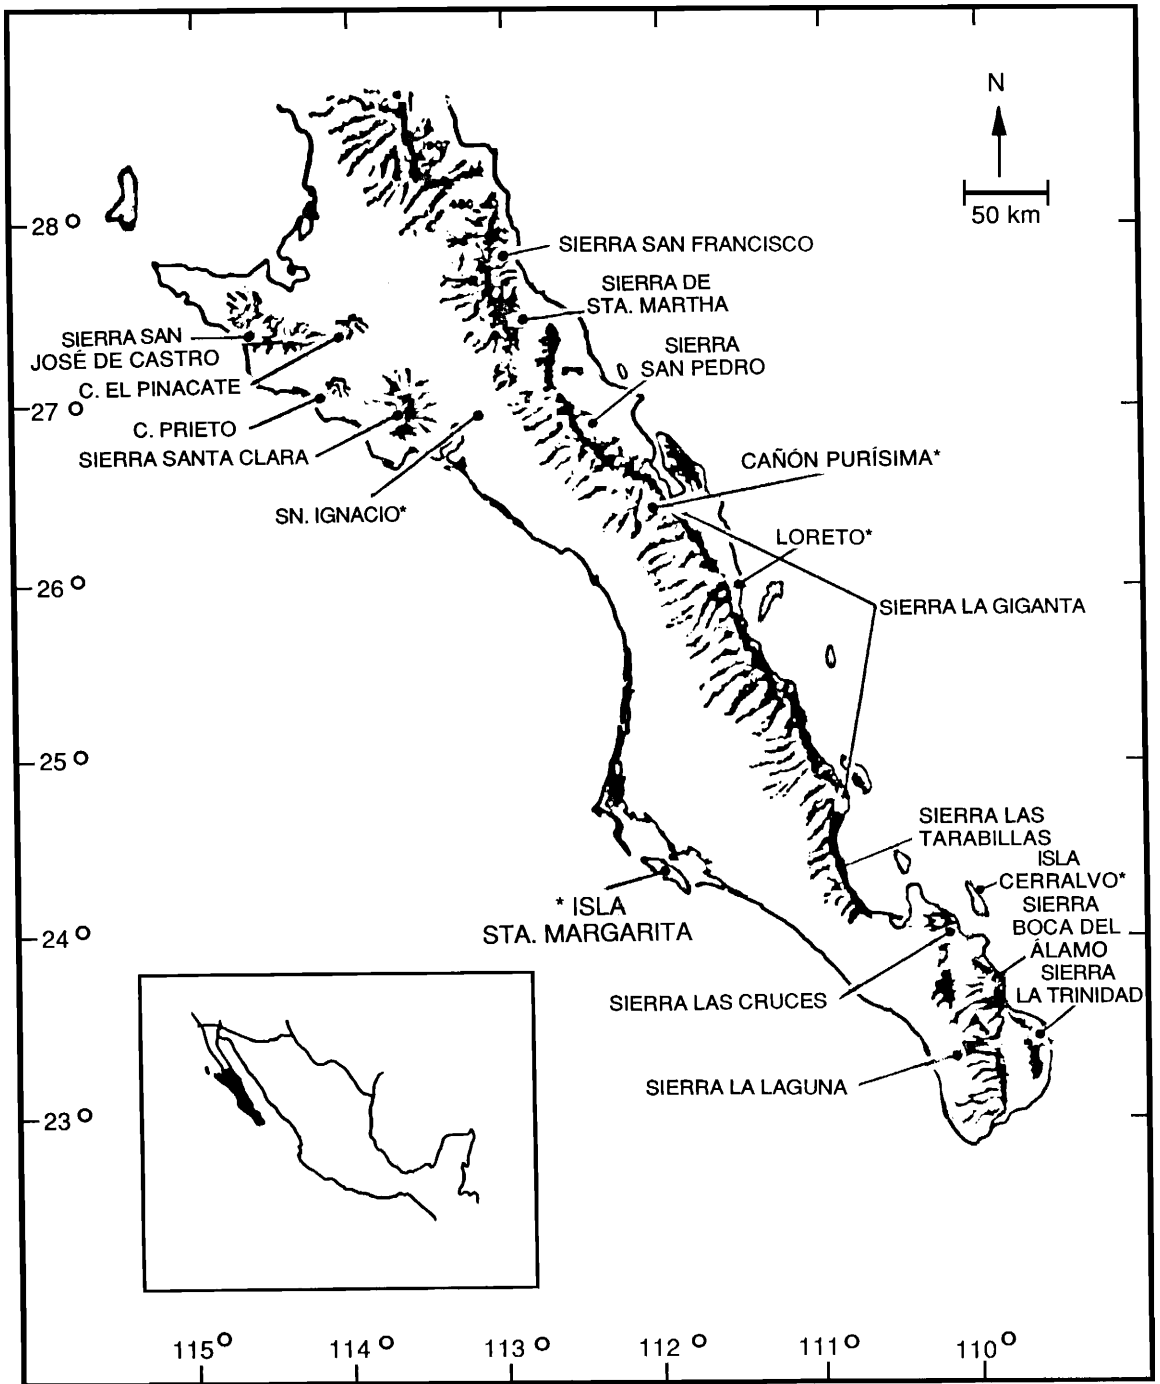 N
50 km
28°
SIERRA SAN FRANCISCO
SIERRA DE
STA. MARTHA
SIERRA SAN
JOSÉ DE CASTRO
SIERRA
SAN PEDRO
C. EL PINACATE
27°
C. PRIETO
SIERRA SANTA CLARA
CAÑÓN PURÍSIMA*
SN. IGNACIO*
LORETO*
26°
SIERRA LA GIGANTA
25°
SIERRA LAS
TARABILLAS
ISLA
CERRALVO*
* ISLA
STA. MARGARITA
SIERRA
BOCA DEL
ÁLAMO
24°
SIERRA
LA TRINIDAD
SIERRA LAS CRUCES
SIERRA LA LAGUNA
23°
115° 114° 113° 112° 111° 110°